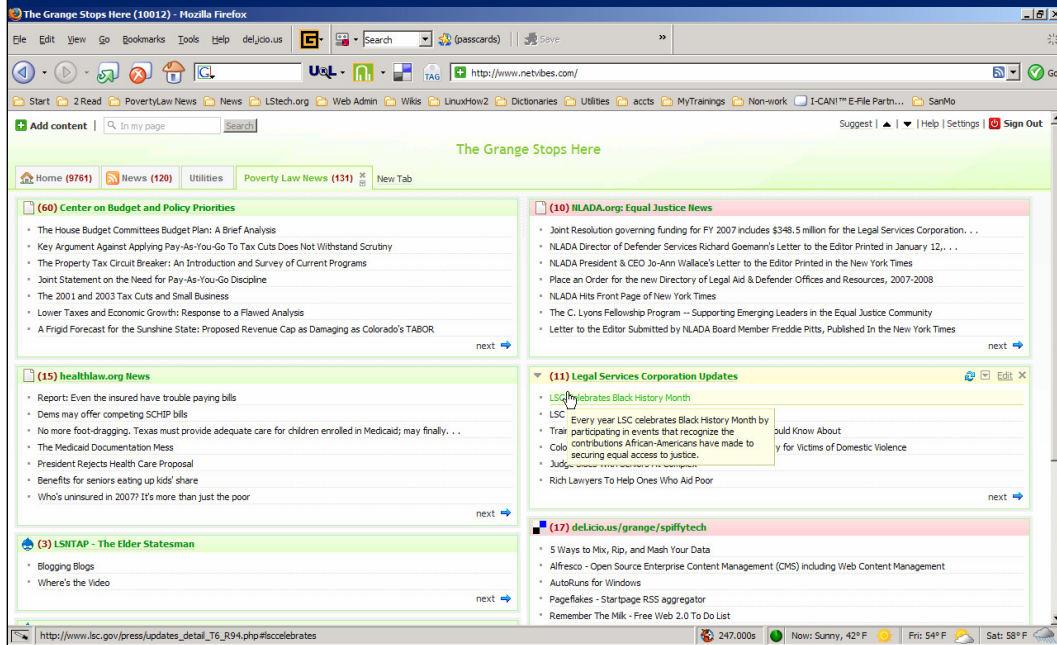 The Grange Stops Here (10012) - Mozilla Firefox
File Edit View Go Bookmarks Tools Help del.icio.us Search (passcards) Save »
UQL TAG http://www.netvibes.com/ Go
Start 2 Read PovertyLaw News News LStech.org Web Admin Wikis LinuxHow2 Dictionaries Utilities accts MyTrainings Non-work I-CAN!™ E-File Partn... SanMo
Add content | In my page Search Suggest | | Help | Settings | Sign Out
The Grange Stops Here
Home (9761) News (120) Utilities Poverty Law News (131) New Tab
(60) Center on Budget and Policy Priorities
The House Budget Committees Budget Plan: A Brief Analysis
Key Argument Against Applying Pay-As-You-Go To Tax Cuts Does Not Withstand Scrutiny
The Property Tax Circuit Breaker: An Introduction and Survey of Current Programs
Joint Statement on the Need for Pay-As-You-Go Discipline
The 2001 and 2003 Tax Cuts and Small Business
Lower Taxes and Economic Growth: Response to a Flawed Analysis
A Frigid Forecast for the Sunshine State: Proposed Revenue Cap as Damaging as Colorado's TABOR
next
(15) healthlaw.org News
Report: Even the insured have trouble paying bills
Dems may offer competing SCHIP bills
No more foot-dragging. Texas must provide adequate care for children enrolled in Medicaid; may finally. . .
The Medicaid Documentation Mess
President Rejects Health Care Proposal
Benefits for seniors eating up kids' share
Who's uninsured in 2007? It's more than just the poor
next
(3) LSNTAP - The Elder Statesman
Blogging Blogs
Where's the Video
next
(10) NLADA.org: Equal Justice News
Joint Resolution governing funding for FY 2007 includes $348.5 million for the Legal Services Corporation. . .
NLADA Director of Defender Services Richard Goemann's Letter to the Editor Printed in January 12,. . .
NLADA President & CEO Jo-Ann Wallace's Letter to the Editor Printed in the New York Times
Place an Order for the new Directory of Legal Aid & Defender Offices and Resources, 2007-2008
NLADA Hits Front Page of New York Times
The C. Lyons Fellowship Program -- Supporting Emerging Leaders in the Equal Justice Community
Letter to the Editor Submitted by NLADA Board Member Freddie Pitts, Published In the New York Times
next
(11) Legal Services Corporation Updates Edit
LSC Celebrates Black History Month
LSC
Every year LSC celebrates Black History Month by
participating in events that recognize the
contributions African-Americans have made to
securing equal access to justice.
ould Know About
y for Victims of Domestic Violence
Judge Sides With Seniors At Complex
Rich Lawyers To Help Ones Who Aid Poor
next
(17) del.icio.us/grange/spiffytech
5 Ways to Mix, Rip, and Mash Your Data
Alfresco - Open Source Enterprise Content Management (CMS) including Web Content Management
AutoRuns for Windows
Pageflakes - Startpage RSS aggregator
Remember The Milk - Free Web 2.0 To Do List
http://www.lsc.gov/press/updates_detail_T6_R94.php#lsccelebrates 247.000s Now: Sunny, 42° F Fri: 54° F Sat: 58° F